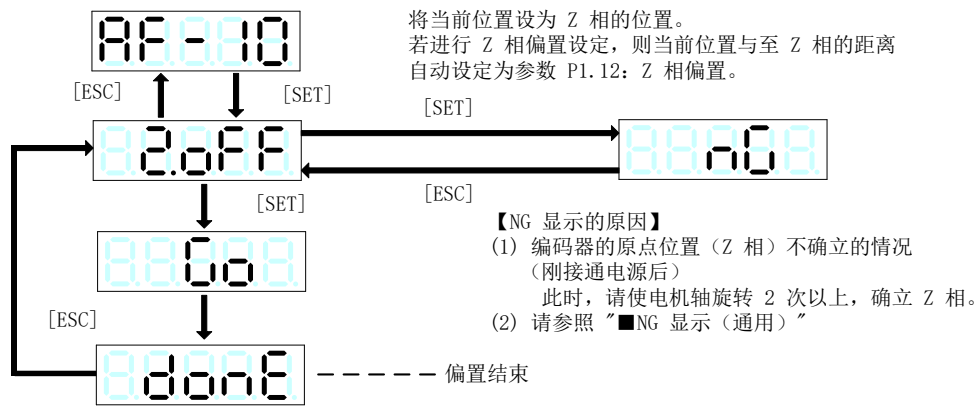 AF-10
将当前位置设为 Z 相的位置。
若进行 Z 相偏置设定，则当前位置与至 Z 相的距离
自动设定为参数 P1.12：Z 相偏置。
[ESC]
[SET]
[SET]
2.oFF
nG
[ESC]
[SET]
【NG 显示的原因】
(1) 编码器的原点位置（Z 相）不确立的情况
（刚接通电源后）
此时，请使电机轴旋转 2 次以上，确立 Z 相。
(2) 请参照 "■NG 显示（通用）"
Go
[ESC]
donE
偏置结束